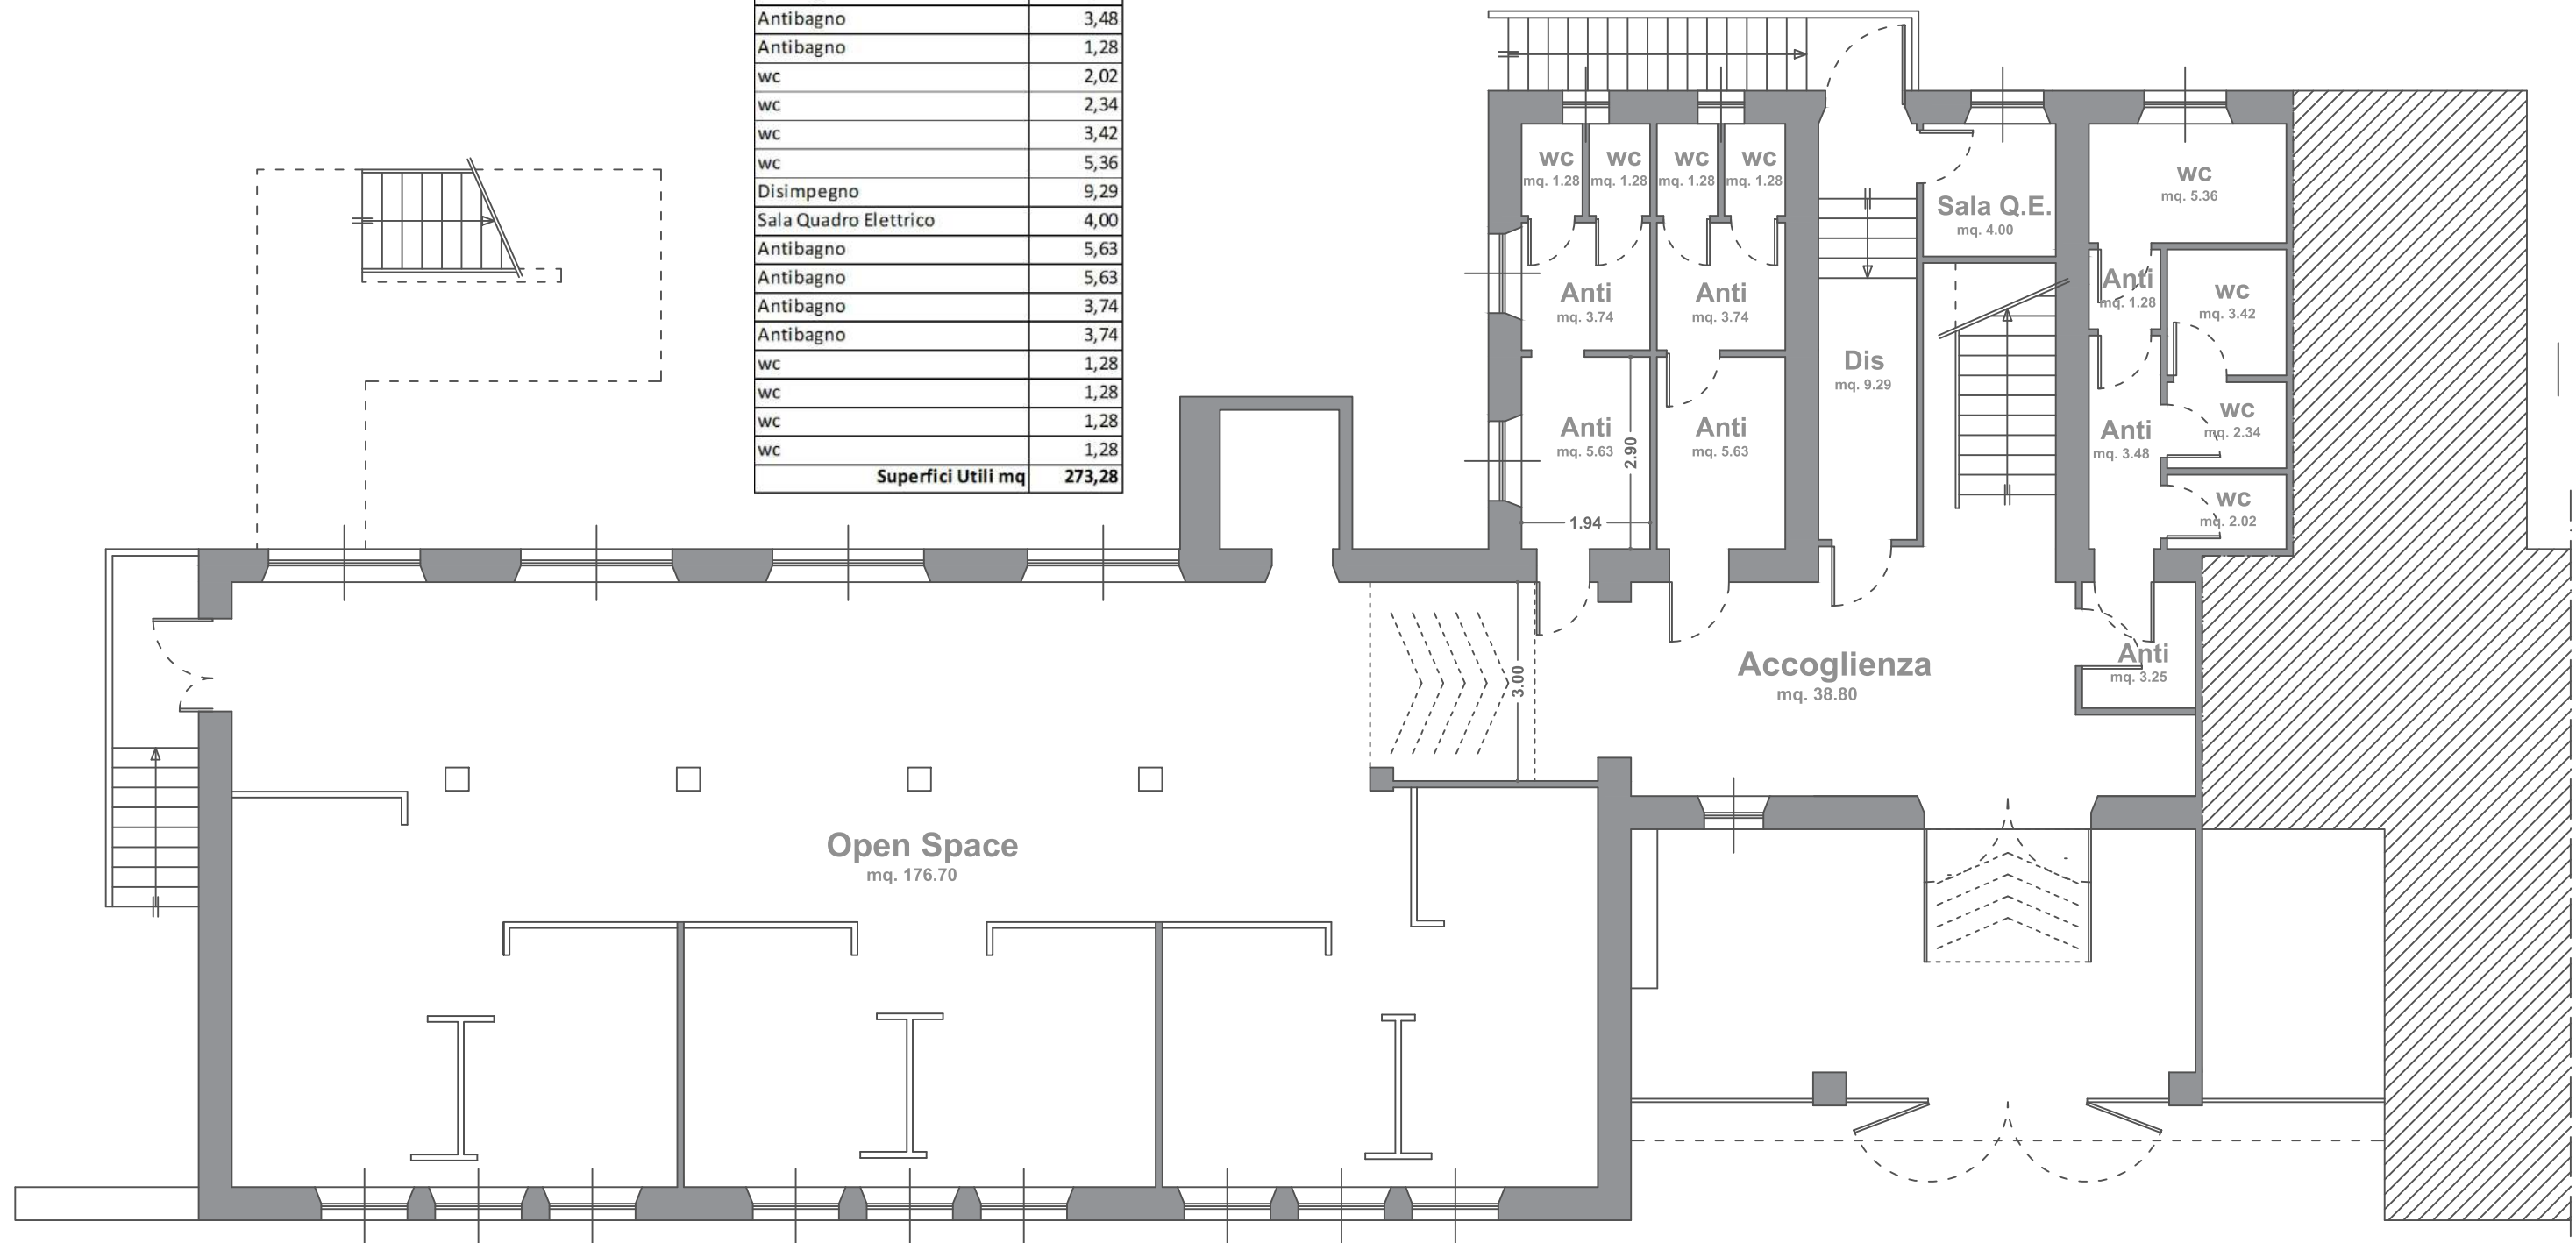 Antibagno 3,48
Antibagno 1,28
wc 2,02
wc 2,34
wc 3,42
wc 5,36
Disimpegno 9,29
Sala Quadro Elettrico 4,00
Antibagno 5,63
Antibagno 5,63
Antibagno 3,74
Antibagno 3,74
wc 1,28
wc 1,28
wc 1,28
wc 1,28
Superfici Utili mq 273,28
wc
mq. 1.28
wc
mq. 1.28
wc
mq. 1.28
wc
mq. 1.28
Sala Q.E.
mq. 4.00
wc
mq. 5.36
Anti
mq. 3.74
Anti
mq. 3.74
Anti
mq. 1.28
wc
mq. 3.42
Dis
mq. 9.29
Anti
mq. 5.63
2.90
Anti
mq. 5.63
1.94
Anti
mq. 3.48
wc
mq. 2.34
wc
mq. 2.02
3.00
Accoglienza
mq. 38.80
Anti
mq. 3.25
Open Space
mq. 176.70